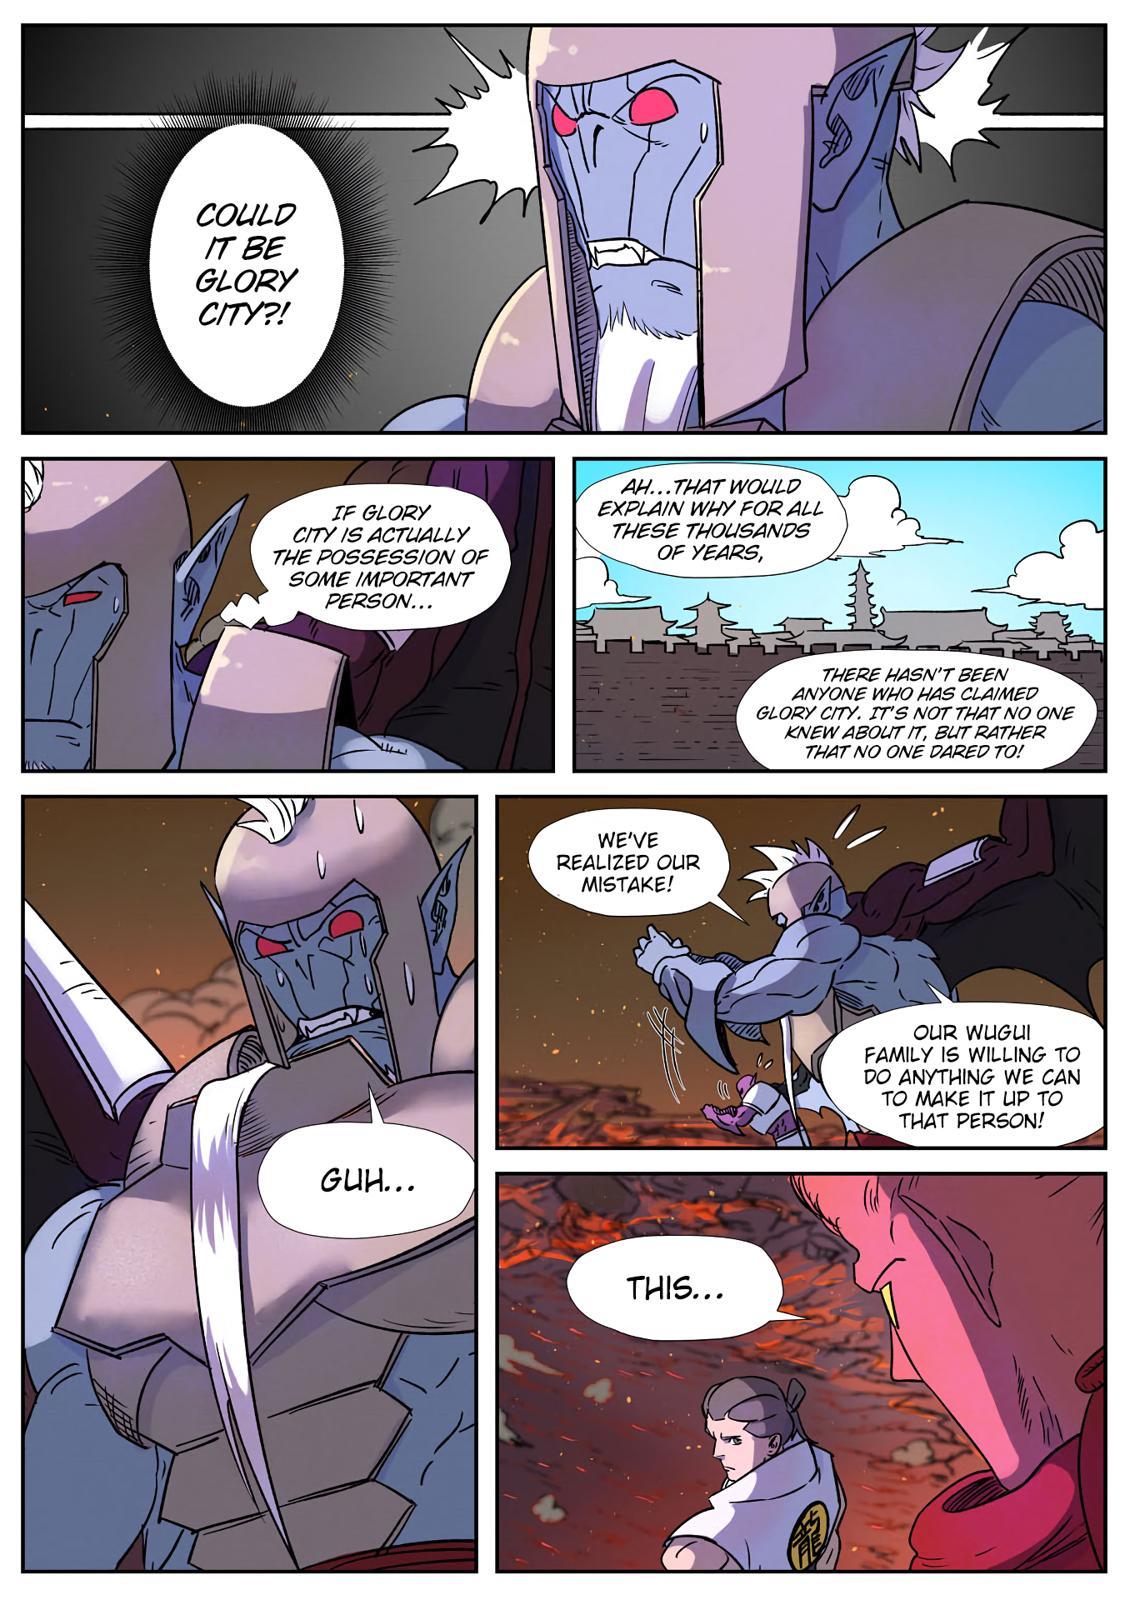 COULD
IT BE
GLORY
CITY?!
IF GLORY
CITY IS ACTUALLY
THE POSSESSION OF
SOME IMPORTANT
PERSON...
AH...THAT WOULD
EXPLAIN WHY FOR ALL
THESE THOUSANDS
OF YEARS,
THERE HASN'T BEEN
ANYONE WHO HAS CLAIMED
GLORY CITY. IT'S NOT THAT NO ONE
KNEW ABOUT IT, BUT RATHER
THAT NO ONE DARED TO!
GUH...
WE'VE
REALIZED OUR
MISTAKE!
OUR WUGUI
FAMILY IS WILLING TO
DO ANYTHING WE CAN
TO MAKE IT UP TO
THAT PERSON!
THIS...
龍